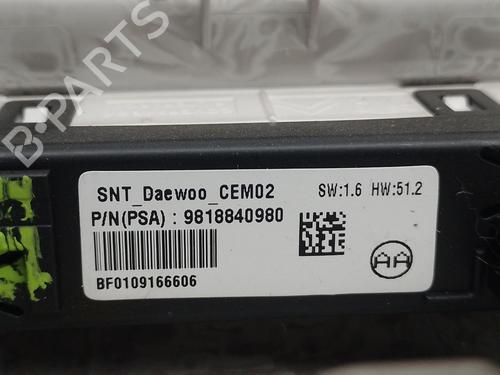 SNT_Daewoo_CEM02 SW:1.6 HW:51.2
P/N(PSA) : 9818840980
BF0109166606
AA
B-PARTS